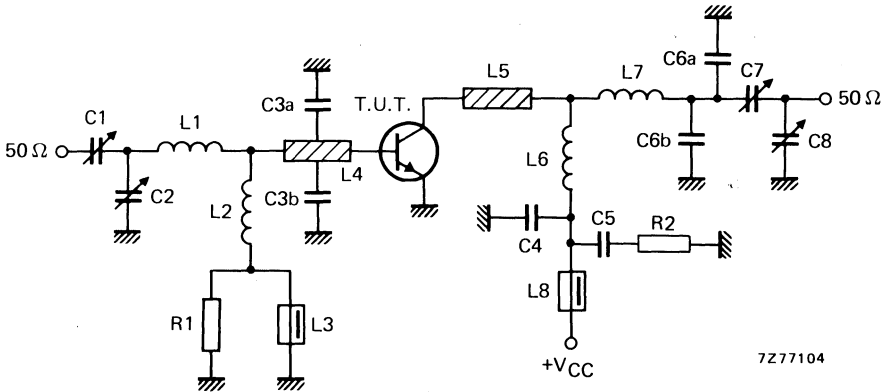 C6a
L5
L7
C7
C3a
T.U.T.
50 Ω
C1
L1
50 Ω
C6b
C8
L6
L4
C2
L2
C3b
C4
C5
R2
L8
R1
L3
+VCC
7Z77104